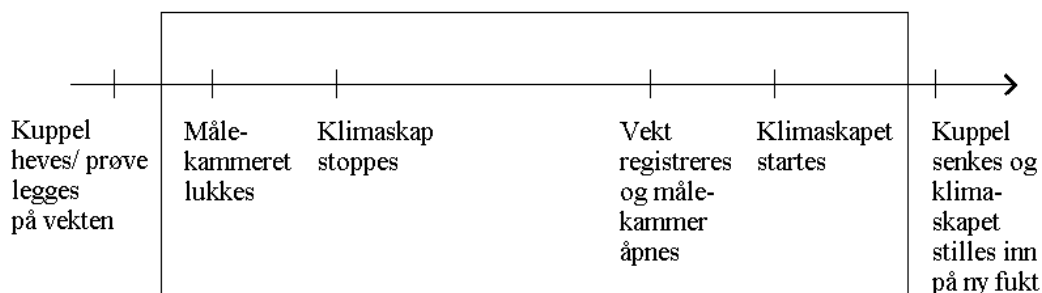 Kuppel
heves/ prøve
legges
på vekten
Måle-
kammeret
lukkes
Klimaskap
stoppes
Vekt
registreres
og måle-
kammer
åpnes
Klimaskapet
startes
Kuppel
senkes og
klima-
skapet
stilles inn
på ny fukt